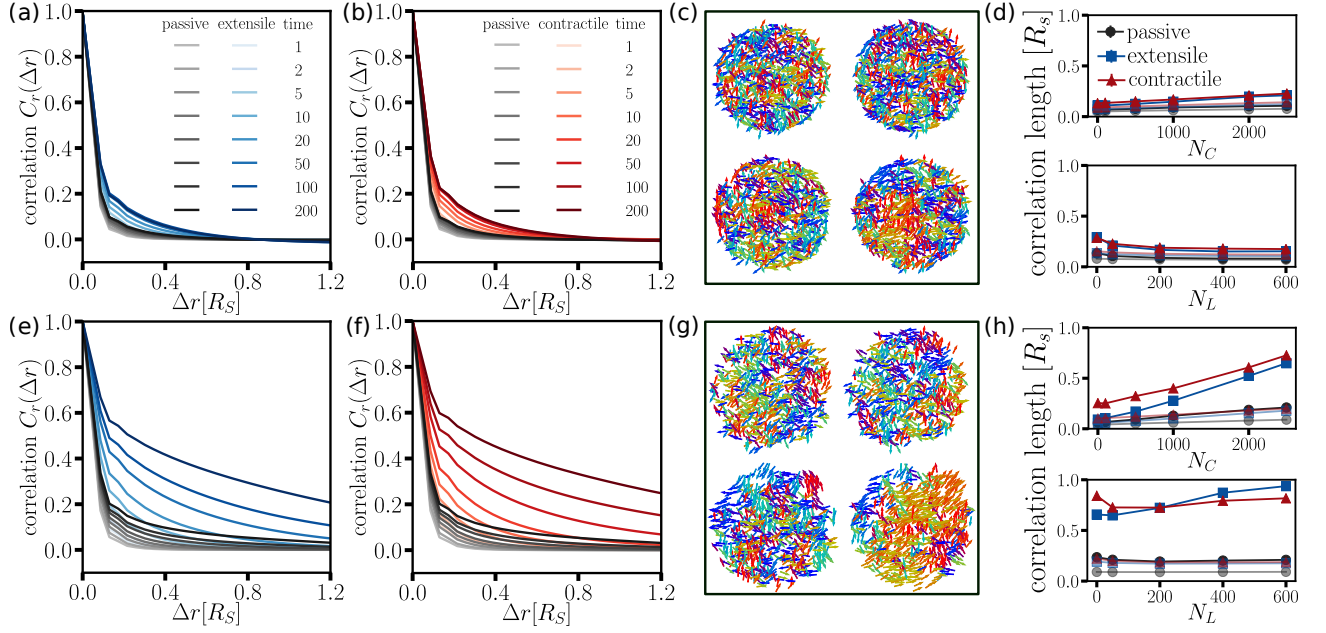 (a)
correlation C_r(Δr)
1.0
0.8
0.6
0.4
0.2
0.0
passive extensile time
1
2
5
10
20
50
100
200
0.0 0.4 0.8 1.2
Δr[R_S]
(b)
correlation C_r(Δr)
1.0
0.8
0.6
0.4
0.2
0.0
passive contractile time
1
2
5
10
20
50
100
200
0.0 0.4 0.8 1.2
Δr[R_S]
(c)
(d)
correlation length [R_s]
1.0
0.5
0.0
passive
extensile
contractile
0 1000 2000
N_C
1.0
0.5
0.0
0 200 400 600
N_L
(e)
correlation C_r(Δr)
1.0
0.8
0.6
0.4
0.2
0.0
0.0 0.4 0.8 1.2
Δr[R_S]
(f)
correlation C_r(Δr)
1.0
0.8
0.6
0.4
0.2
0.0
0.0 0.4 0.8 1.2
Δr[R_S]
(g)
(h)
correlation length [R_s]
1.0
0.5
0.0
0 1000 2000
N_C
1.0
0.5
0.0
0 200 400 600
N_L